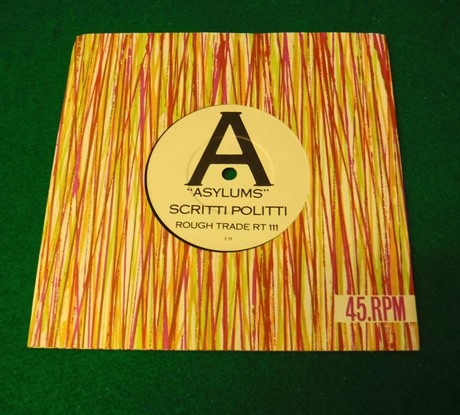 A
"ASYLUMS"
SCRITTI POLITTI
ROUGH TRADE RT 111
45.RPM